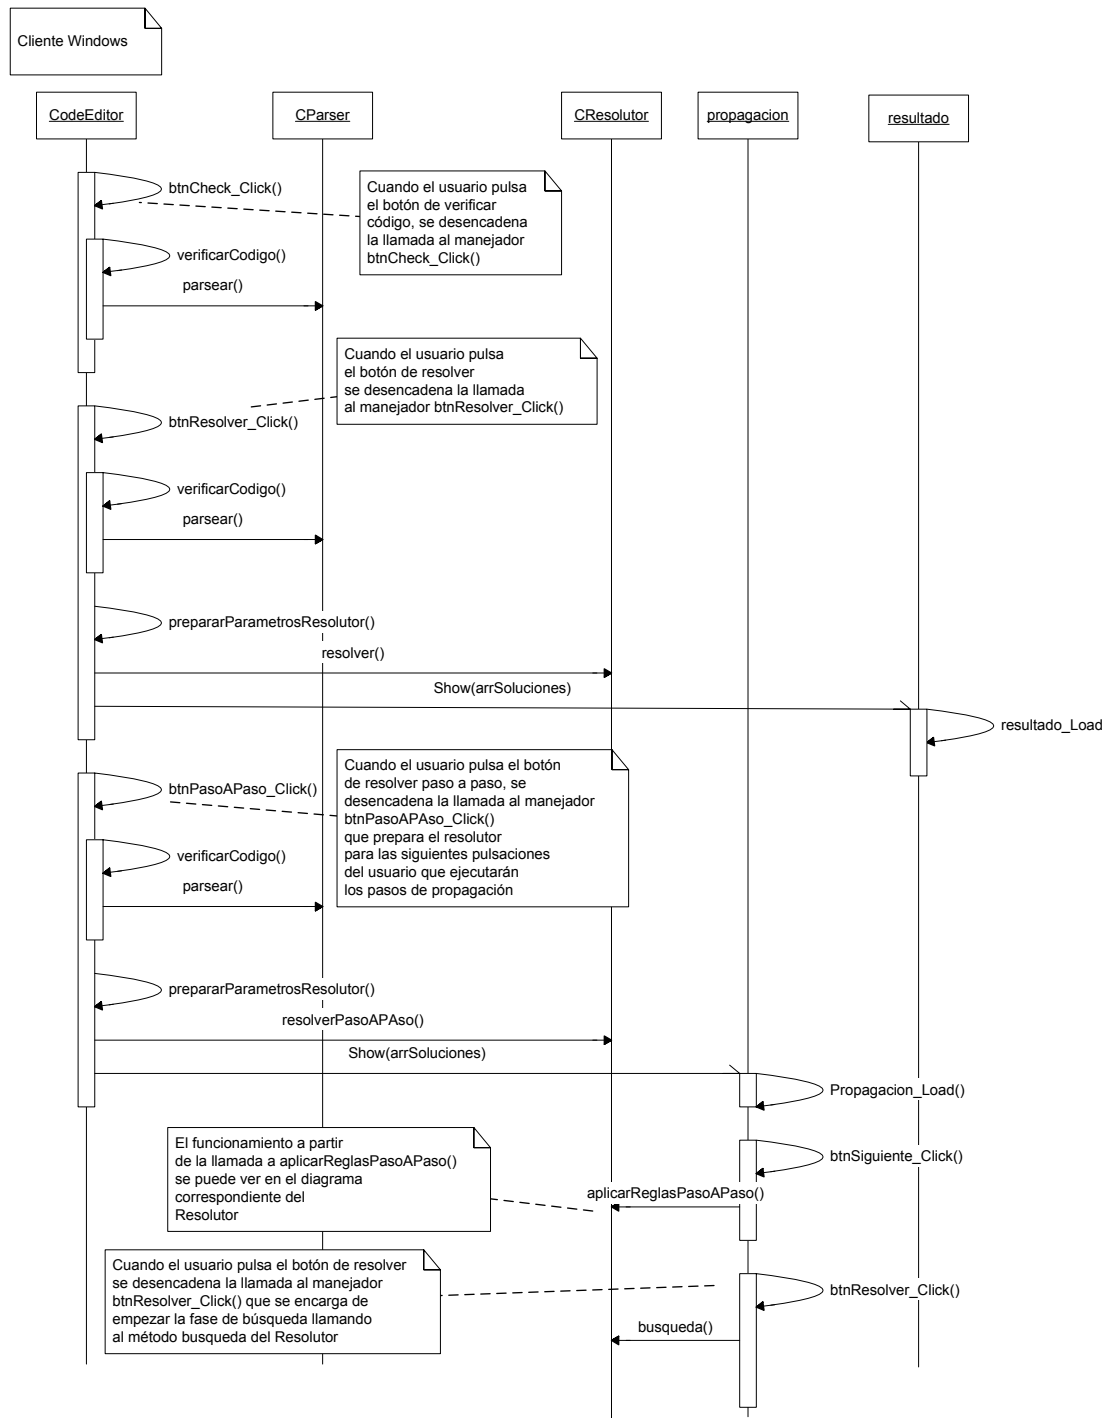 Cliente Windows
CodeEditor
CParser
CResolutor
propagacion
resultado
btnCheck_Click()
Cuando el usuario pulsa
el botón de verificar
código, se desencadena
la llamada al manejador
btnCheck_Click()
verificarCodigo()
parsear()
Cuando el usuario pulsa
el botón de resolver
se desencadena la llamada
al manejador btnResolver_Click()
btnResolver_Click()
verificarCodigo()
parsear()
prepararParametrosResolutor()
resolver()
Show(arrSoluciones)
resultado_Load
Cuando el usuario pulsa el botón
de resolver paso a paso, se
desencadena la llamada al manejador
btnPasoAPAso_Click()
que prepara el resolutor
para las siguientes pulsaciones
del usuario que ejecutarán
los pasos de propagación
btnPasoAPaso_Click()
verificarCodigo()
parsear()
prepararParametrosResolutor()
resolverPasoAPAso()
Show(arrSoluciones)
Propagacion_Load()
El funcionamiento a partir
de la llamada a aplicarReglasPasoAPaso()
se puede ver en el diagrama
correspondiente del
Resolutor
btnSiguiente_Click()
aplicarReglasPasoAPaso()
Cuando el usuario pulsa el botón de resolver
se desencadena la llamada al manejador
btnResolver_Click() que se encarga de
empezar la fase de búsqueda llamando
al método busqueda del Resolutor
btnResolver_Click()
busqueda()